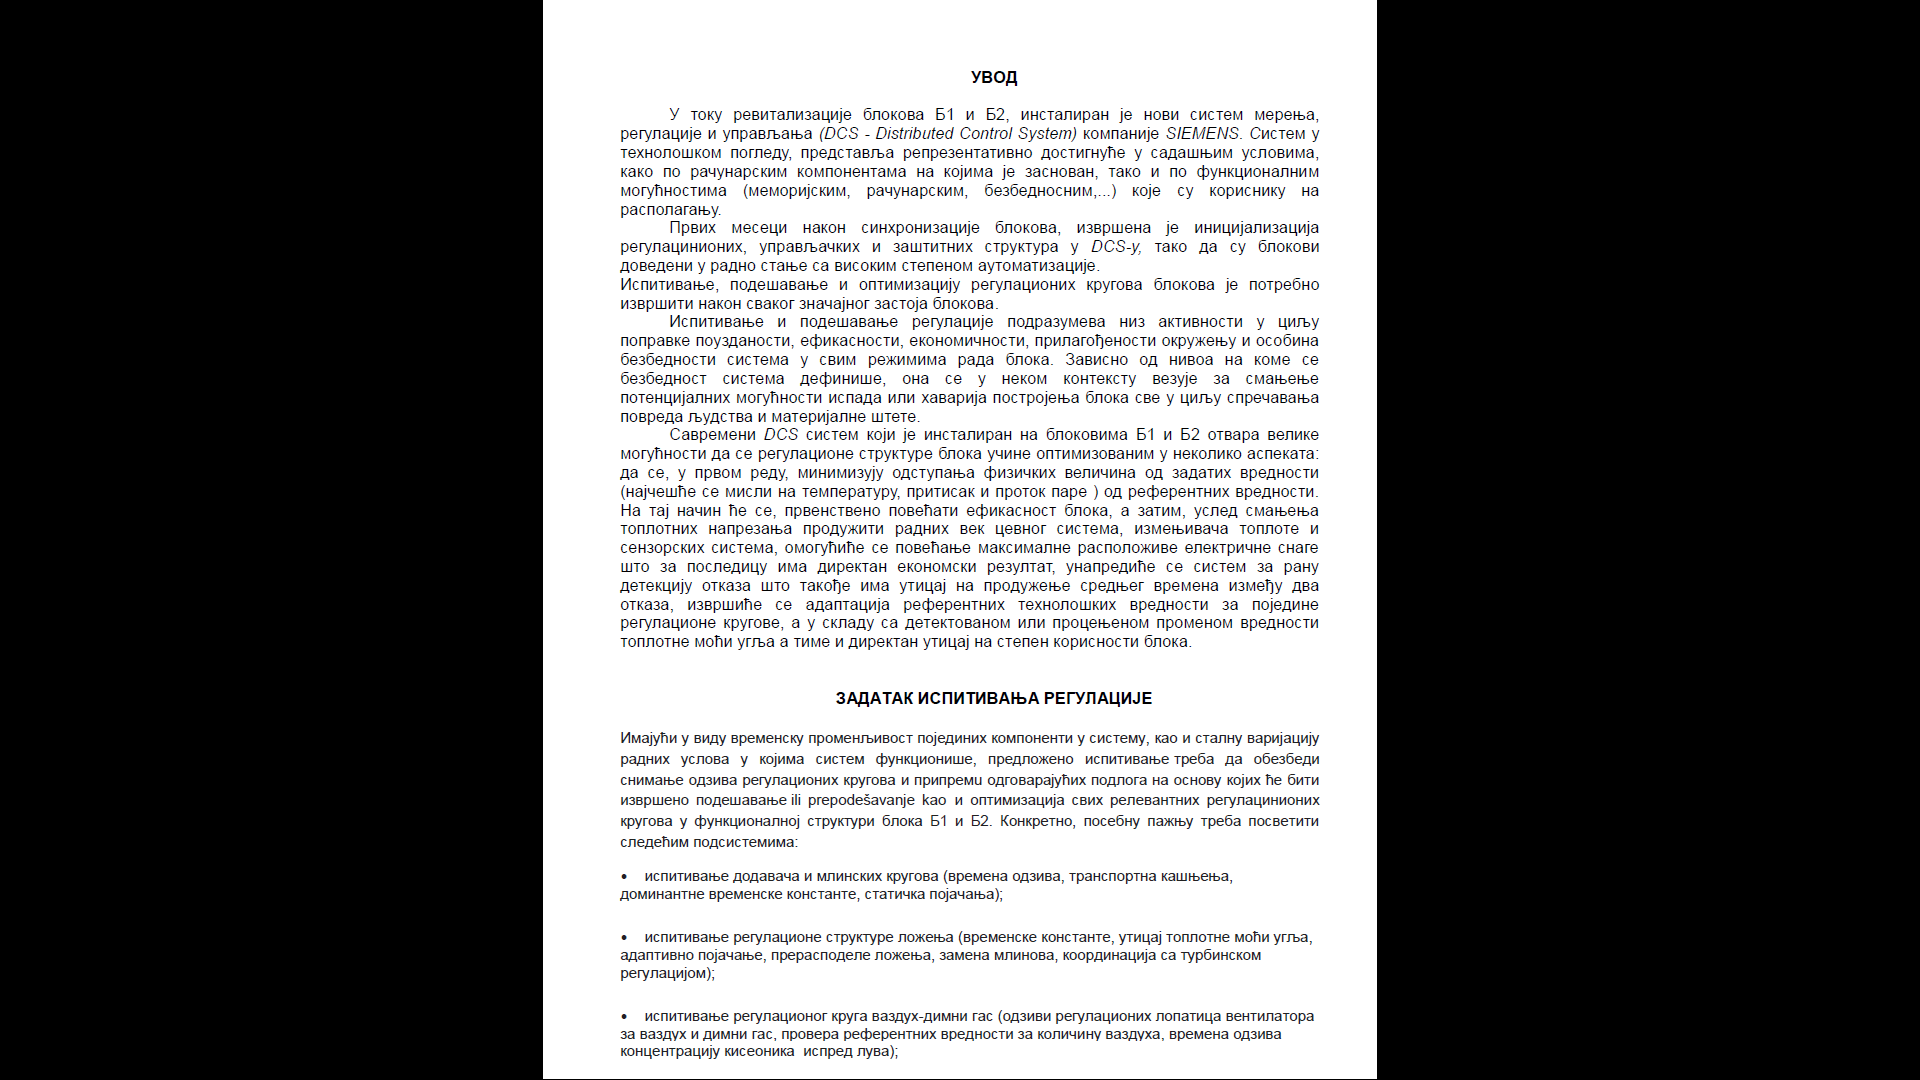 УВОД
У току ревитализације блокова Б1 и Б2, инсталиран је нови систем мерења,
регулације и управљања (DCS - Distributed Control System) компаније SIEMENS. Систем у
технолошком погледу, представља репрезентативно достигнуће у садашњим условима,
како по рачунарским компонентама на којима је заснован, тако и по функционалним
могућностима (меморијским, рачунарским, безбедносним,...) које су кориснику на
располагању.
Првих месеци након синхронизације блокова, извршена је иницијализација
регулациниoних, управљачких и заштитних структура у DCS-у, тако да су блокови
доведени у радно стање са високим степеном аутоматизације.
Испитивање, подешавање и оптимизацију регулационих кругова блокова је потребно
извршити након сваког значајног застоја блокова.
Испитивање и подешавање регулације подразумева низ активности у циљу
поправке поузданости, ефикасности, економичности, прилагођености окружењу и особина
безбедности система у свим режимима рада блока. Зависно од нивоа на коме се
безбедност система дефинише, она се у неком контексту везује за смањење
потенцијалних могућности испада или хаварија постројења блока све у циљу спречавања
повреда људства и материјалне штете.
Савремени DCS систем који је инсталиран на блоковима Б1 и Б2 отвара велике
могућности да се регулационе структуре блока учине оптимизованим у неколико аспеката:
да се, у првом реду, минимизују одступања физичких величина од задатих вредности
(најчешће се мисли на температуру, притисак и проток паре ) од референтних вредности.
На тај начин ће се, првенствено повећати ефикасност блока, а затим, услед смањења
топлотних напрезања продужити радних век цевног система, измењивача топлоте и
сензорских система, омогућиће се повећање максималне расположиве електричне снаге
што за последицу има директан економски резултат, унапредиће се систем за рану
детекцију отказа што такође има утицај на продужење средњег времена између два
отказа, извршиће се адаптација референтних технолошких вредности за поједине
регулационе кругове, а у складу са детектованом или процењеном променом вредности
топлотне моћи угља а тиме и директан утицај на степен корисности блока.
ЗАДАТАК ИСПИТИВАЊА РЕГУЛАЦИЈЕ
Имајући у виду временску променљивост појединих компоненти у систему, као и сталну варијацију
радних услова у којима систем функционише, предложено испитивање треба да обезбеди
снимање одзива регулационих кругова и припремu одговарајућих подлога на основу којих ће бити
извршено подешавање ili prepodešavanje kao и оптимизација свих релевантних регулациниoних
кругова у функционалној структури блока Б1 и Б2. Конкретно, посебну пажњу треба посветити
следећим подсистемима:
• испитивање додавача и млинских кругова (времена одзива, транспортна кашњења,
доминантне временске константе, статичка појачања);
• испитивање регулационе структуре ложења (временске константе, утицај топлотне моћи угља,
адаптивно појачање, прерасподеле ложења, замена млинова, координација са турбинском
регулацијом);
• испитивање регулационог круга ваздух-димни гас (одзиви регулационих лопатица вентилатора
за ваздух и димни гас, провера референтних вредности за количину ваздуха, времена одзива
концентрацију кисеоника испред лува);